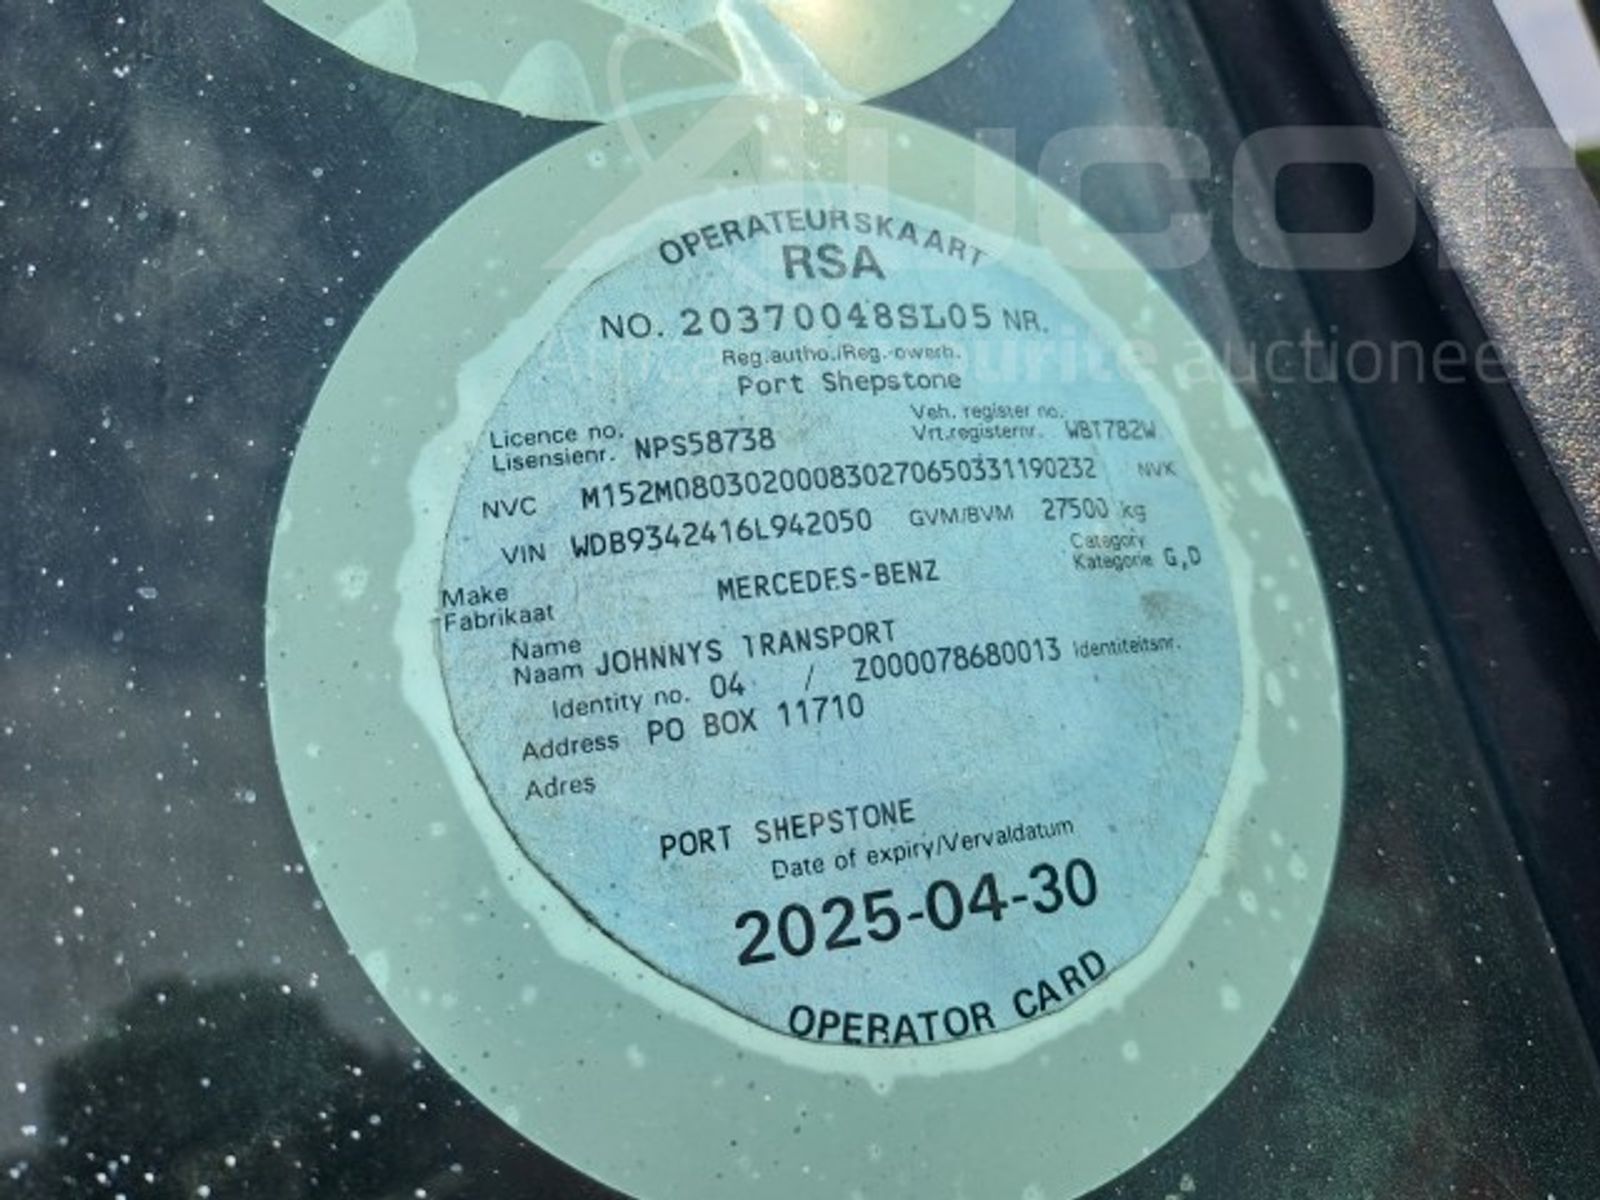 OPERATEURSKAART
RSA
NO. 20370048SL05 NR.
Reg.autho./Reg.-owerh.
Port Shepstone
Licence no. NPS58738 Veh. register no.
Lisensienr. Vrt.registernr. WBT782W
NVC M152M080302000830270650331190232 NVK
VIN WDB9342416L942050 GVM/BVM 27500 kg
Make MERCEDES-BENZ Category
Fabrikaat Kategorie G,D
Name
Naam JOHNNYS TRANSPORT
Identity no. 04 / Z000078680013 Identiteitsnr.
Address PO BOX 11710
Adres
PORT SHEPSTONE
Date of expiry/Vervaldatum
2025-04-30
OPERATOR CARD
Aucor
auctioneer